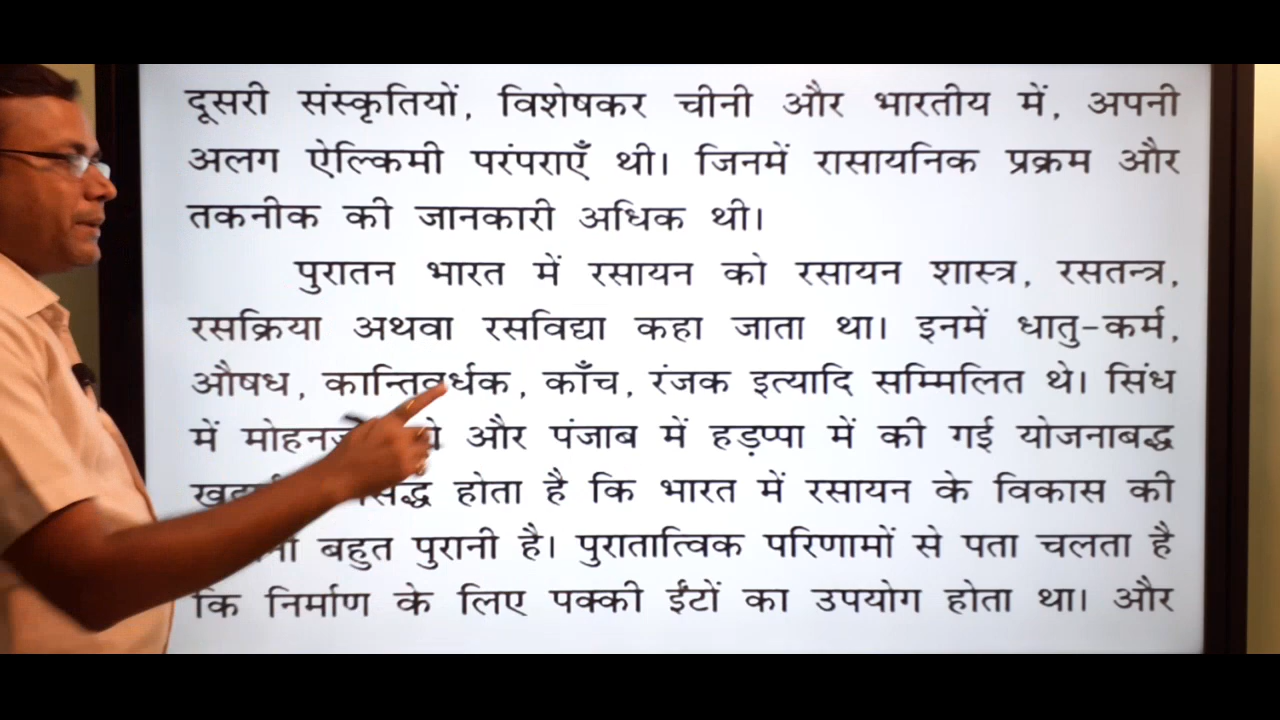 दूसरी संस्कृतियों, विशेषकर चीनी और भारतीय में, अपनी
अलग ऐल्किमी परंपराएँ थी। जिनमें रासायनिक प्रक्रम और
तकनीक की जानकारी अधिक थी।
पुरातन भारत में रसायन को रसायन शास्त्र, रसतन्त्र,
रसक्रिया अथवा रसविद्या कहा जाता था। इनमें धातु-कर्म,
औषध, कान्तिवर्धक, काँच, रंजक इत्यादि सम्मिलित थे। सिंध
में और पंजाब में हड़प्पा में की गई योजनाबद्ध
होता है कि भारत में रसायन के विकास की
बहुत पुरानी है। पुरातात्विक परिणामों से पता चलता है
कि निर्माण के लिए पक्की ईंटों का उपयोग होता था। और